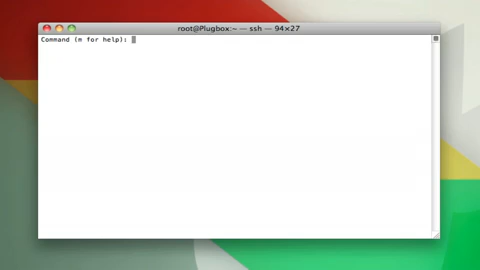 root@Plugbox:~ — ssh — 94×27
Command (m for help):